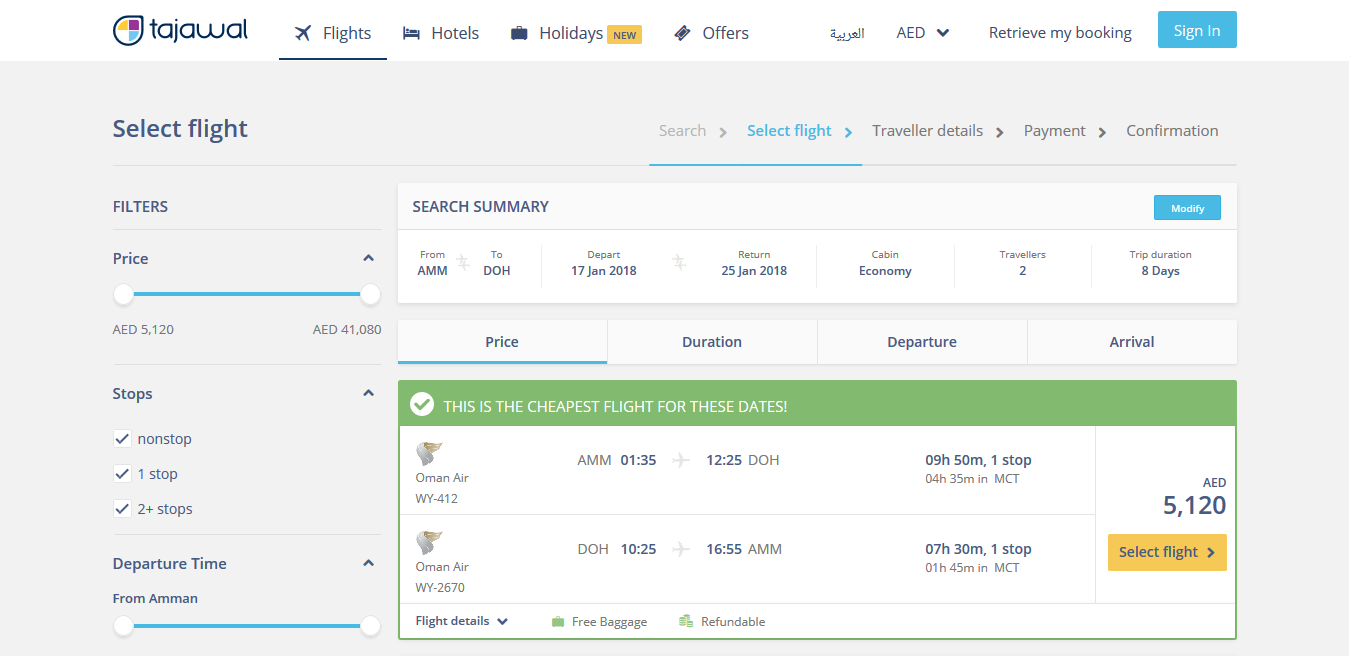 tajawal
Flights Hotels Holidays NEW Offers العربية AED Retrieve my booking Sign In
Select flight
Search Select flight Traveller details Payment Confirmation
FILTERS
Price
AED 5,120 AED 41,080
Stops
nonstop
1 stop
2+ stops
Departure Time
From Amman
SEARCH SUMMARY Modify
From To Depart Return Cabin Travellers Trip duration
AMM DOH 17 Jan 2018 25 Jan 2018 Economy 2 8 Days
Price Duration Departure Arrival
THIS IS THE CHEAPEST FLIGHT FOR THESE DATES!
AMM 01:35 12:25 DOH 09h 50m, 1 stop
Oman Air 04h 35m in MCT
WY-412
DOH 10:25 16:55 AMM 07h 30m, 1 stop
Oman Air 01h 45m in MCT
WY-2670
AED
5,120
Select flight
Flight details Free Baggage Refundable